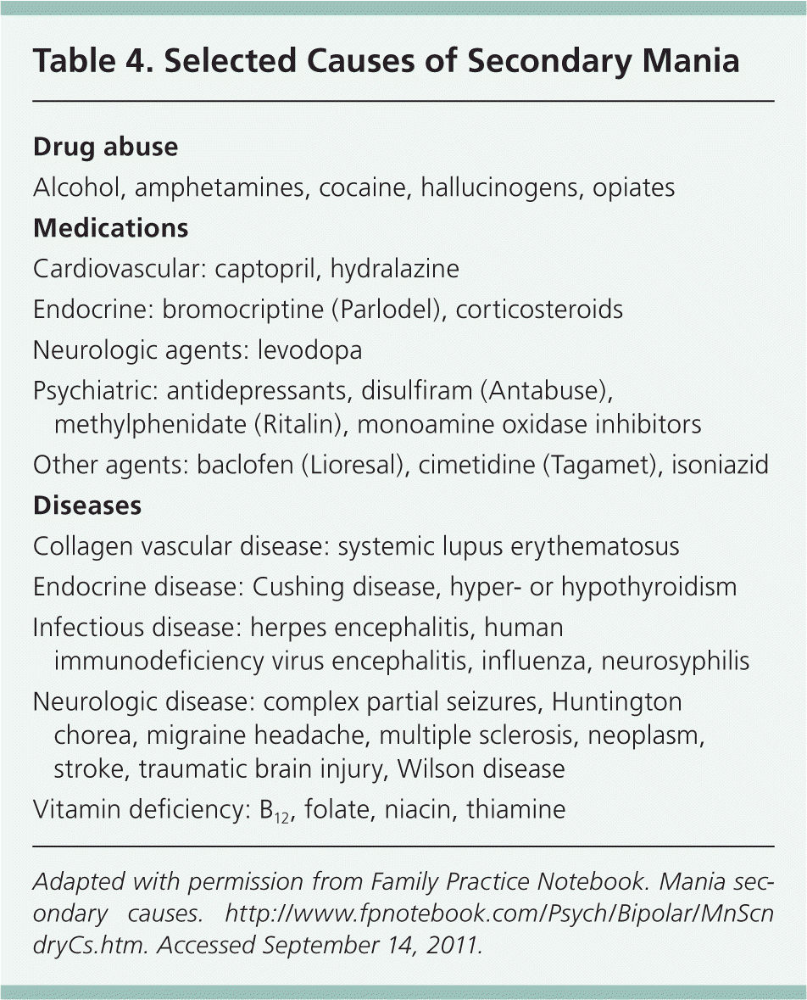 Table 4. Selected Causes of Secondary Mania
Drug abuse
Alcohol, amphetamines, cocaine, hallucinogens, opiates
Medications
Cardiovascular: captopril, hydralazine
Endocrine: bromocriptine (Parlodel), corticosteroids
Neurologic agents: levodopa
Psychiatric: antidepressants, disulfiram (Antabuse),
methylphenidate (Ritalin), monoamine oxidase inhibitors
Other agents: baclofen (Lioresal), cimetidine (Tagamet), isoniazid
Diseases
Collagen vascular disease: systemic lupus erythematosus
Endocrine disease: Cushing disease, hyper- or hypothyroidism
Infectious disease: herpes encephalitis, human
immunodeficiency virus encephalitis, influenza, neurosyphilis
Neurologic disease: complex partial seizures, Huntington
chorea, migraine headache, multiple sclerosis, neoplasm,
stroke, traumatic brain injury, Wilson disease
Vitamin deficiency: B₁₂, folate, niacin, thiamine
Adapted with permission from Family Practice Notebook. Mania sec-
ondary causes. http://www.fpnotebook.com/Psych/Bipolar/MnScn
dryCs.htm. Accessed September 14, 2011.